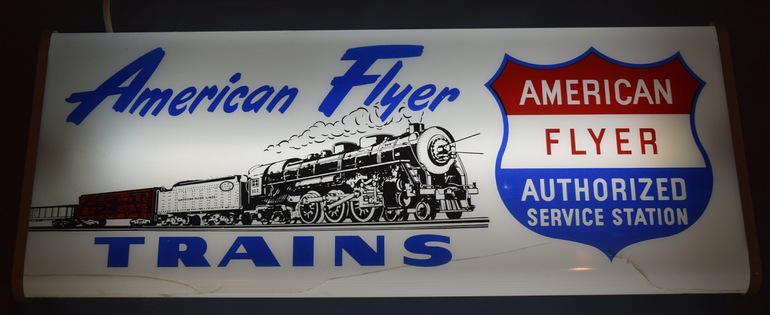 American Flyer
TRAINS
AMERICAN
FLYER
AUTHORIZED
SERVICE STATION